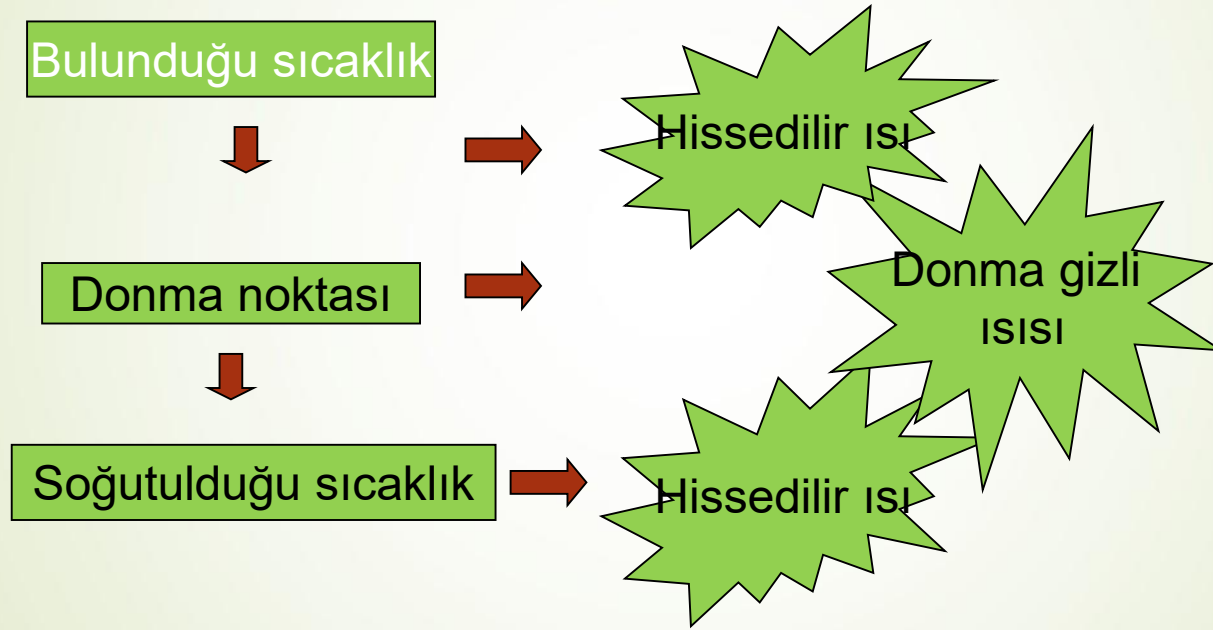 Bulunduğu sıcaklık
Hissedilir ısı
Donma noktası
Donma gizli
ısısı
Soğutulduğu sıcaklık
Hissedilir ısı